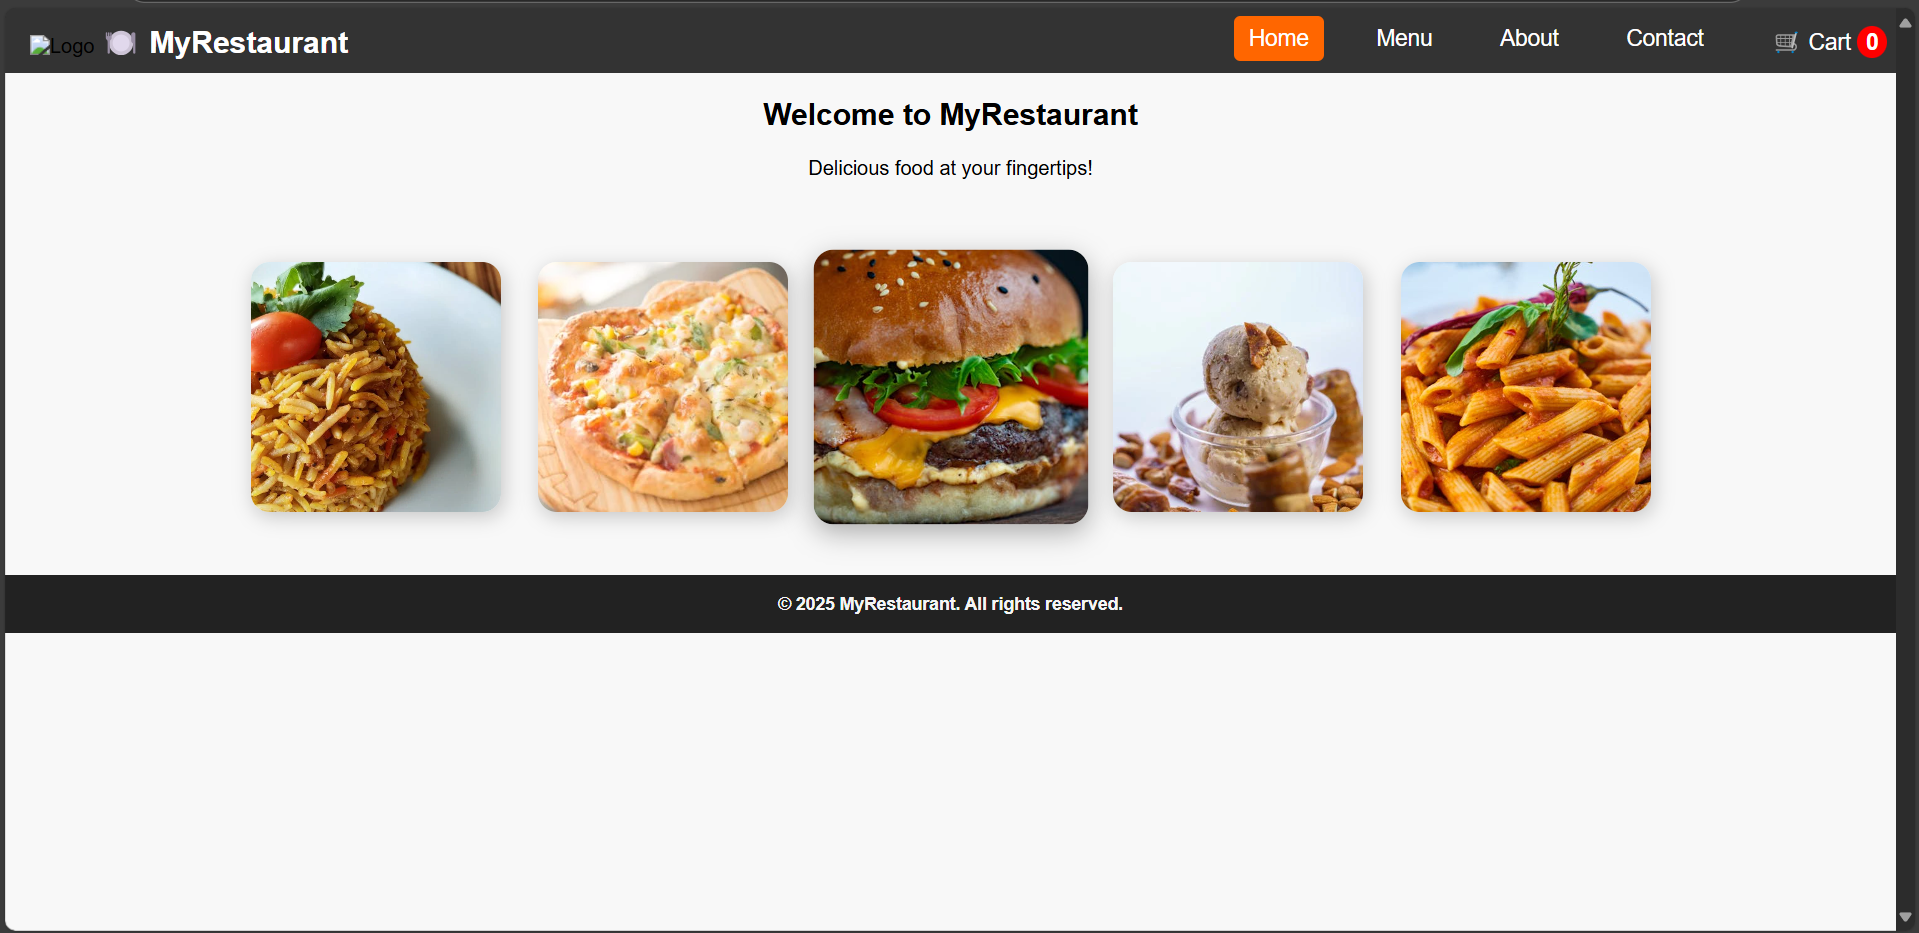 Logo 🍽️ MyRestaurant
Home
Menu
About
Contact
🛒 Cart 0
Welcome to MyRestaurant
Delicious food at your fingertips!
© 2025 MyRestaurant. All rights reserved.